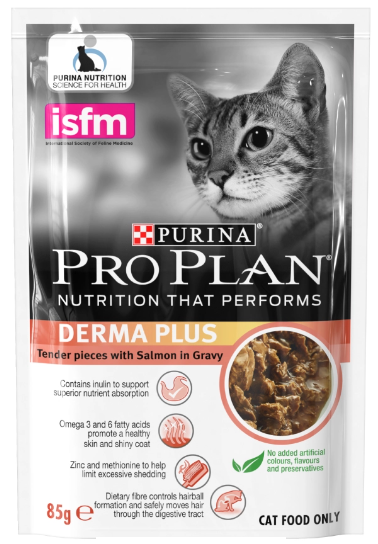 PURINA NUTRITION
SCIENCE FOR HEALTH
isfm
International Society of Feline Medicine
PURINA®
PRO PLAN®
NUTRITION THAT PERFORMS
DERMA PLUS
Tender pieces with Salmon in Gravy
Contains inulin to support
superior nutrient absorption
Omega 3 and 6 fatty acids
promote a healthy
skin and shiny coat
No added artificial
colours, flavours
and preservatives
Zinc and methionine to help
limit excessive shedding
Dietary fibre controls hairball
formation and safely moves hair
through the digestive tract
85g e
CAT FOOD ONLY